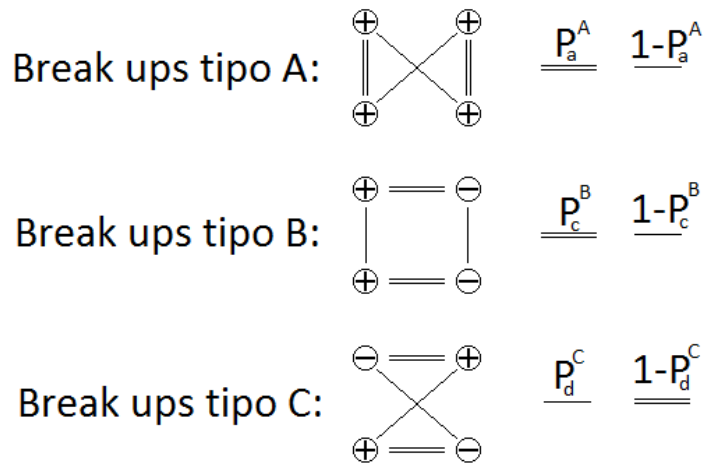 Break ups tipo A: ⊕ ⊕ ⊕ ⊕ P_a^A 1-P_a^A
Break ups tipo B: ⊕ ⊖ ⊕ ⊖ P_c^B 1-P_c^B
Break ups tipo C: ⊖ ⊕ ⊕ ⊖ P_d^C 1-P_d^C